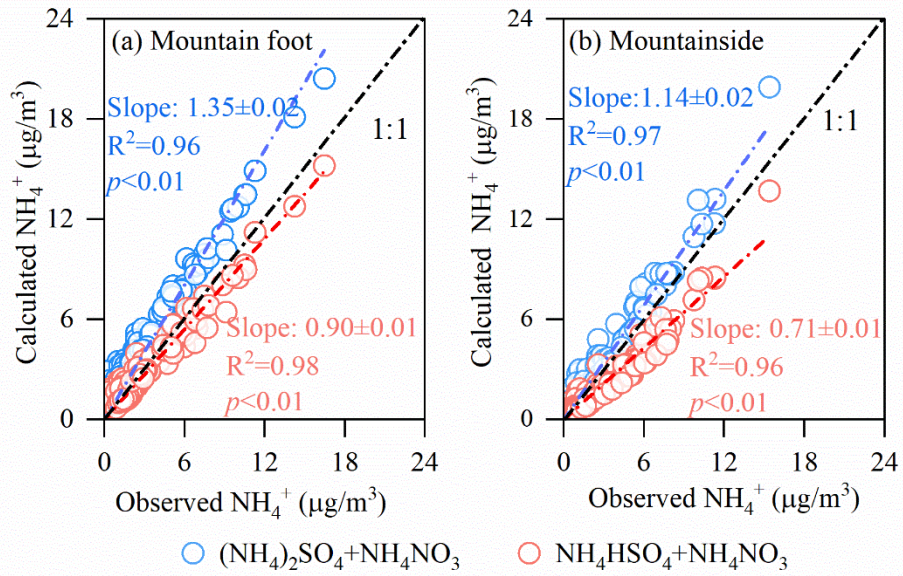 (a) Mountain foot
Slope: 1.35±0.02
R²=0.96
p<0.01
1:1
Slope: 0.90±0.01
R²=0.98
p<0.01
24
18
12
6
0
Calculated NH₄⁺ (μg/m³)
0 6 12 18 24
Observed NH₄⁺ (μg/m³)
(b) Mountainside
Slope:1.14±0.02
R²=0.97
p<0.01
1:1
Slope: 0.71±0.01
R²=0.96
p<0.01
24
18
12
6
0
Calculated NH₄⁺ (μg/m³)
0 6 12 18 24
Observed NH₄⁺ (μg/m³)
(NH₄)₂SO₄+NH₄NO₃
NH₄HSO₄+NH₄NO₃